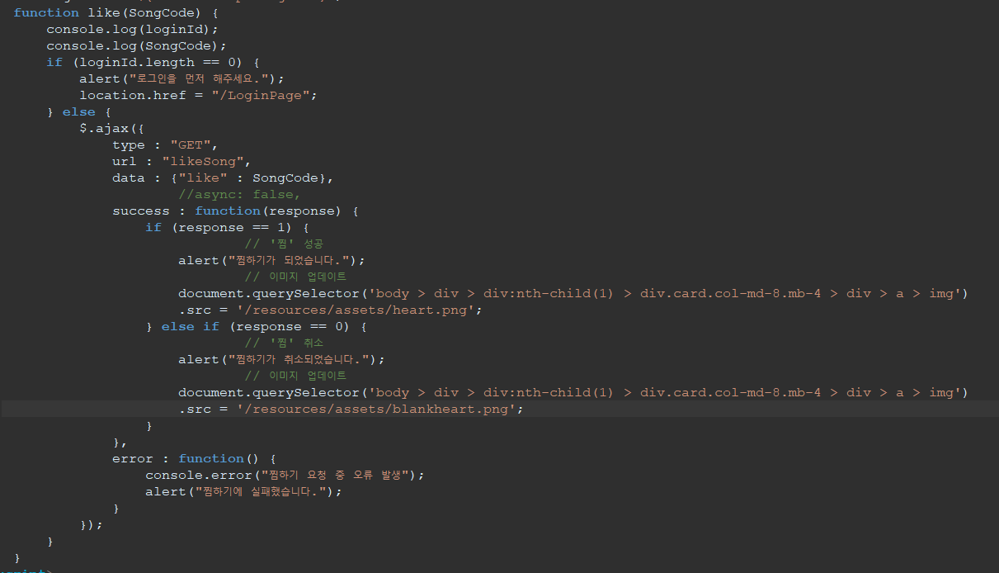 function like(SongCode) {
    console.log(loginId);
    console.log(SongCode);
    if (loginId.length == 0) {
        alert("로그인을 먼저 해주세요.");
        location.href = "/LoginPage";
    } else {
        $.ajax({
            type : "GET",
            url : "likeSong",
            data : {"like" : SongCode},
                    //async: false,
            success : function(response) {
                if (response == 1) {
                            // '찜' 성공
                    alert("찜하기가 되었습니다.");
                            // 이미지 업데이트
                    document.querySelector('body > div > div:nth-child(1) > div.card.col-md-8.mb-4 > div > a > img')
                    .src = '/resources/assets/heart.png';
                } else if (response == 0) {
                            // '찜' 취소
                    alert("찜하기가 취소되었습니다.");
                            // 이미지 업데이트
                    document.querySelector('body > div > div:nth-child(1) > div.card.col-md-8.mb-4 > div > a > img')
                    .src = '/resources/assets/blankheart.png';
                }
            },
            error : function() {
                console.error("찜하기 요청 중 오류 발생");
                alert("찜하기에 실패했습니다.");
            }
        });
    }
}